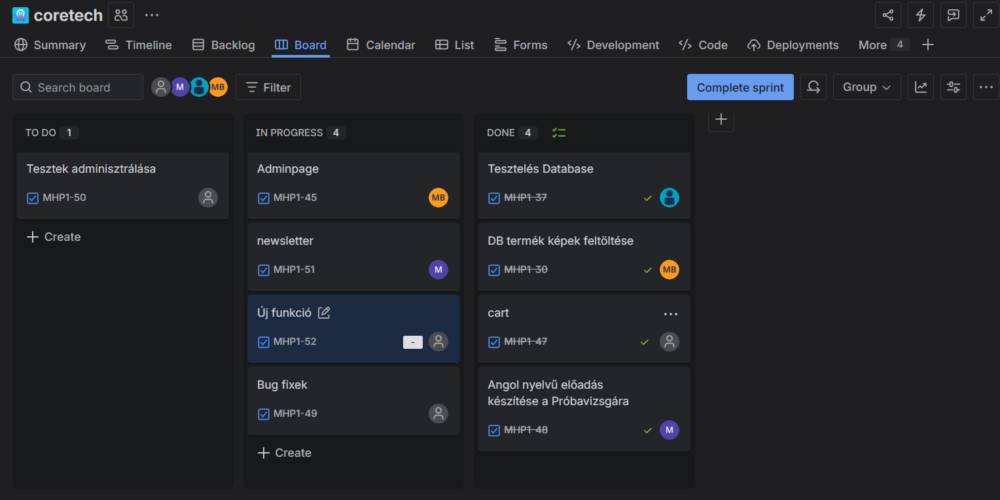 coretech
Summary Timeline Backlog Board Calendar List Forms Development Code Deployments More 4
Search board M MB Filter Complete sprint Group
TO DO 1
Tesztek adminisztrálása
MHP1-50
Create
IN PROGRESS 4
Adminpage
MHP1-45 MB
newsletter
MHP1-51 M
Új funkció
MHP1-52 -
Bug fixek
MHP1-49
Create
DONE 4
Tesztelés Database
MHP1-37
DB termék képek feltöltése
MHP1-30 MB
cart
MHP1-47
Angol nyelvű előadás
készítése a Próbavizsgára
MHP1-48 M